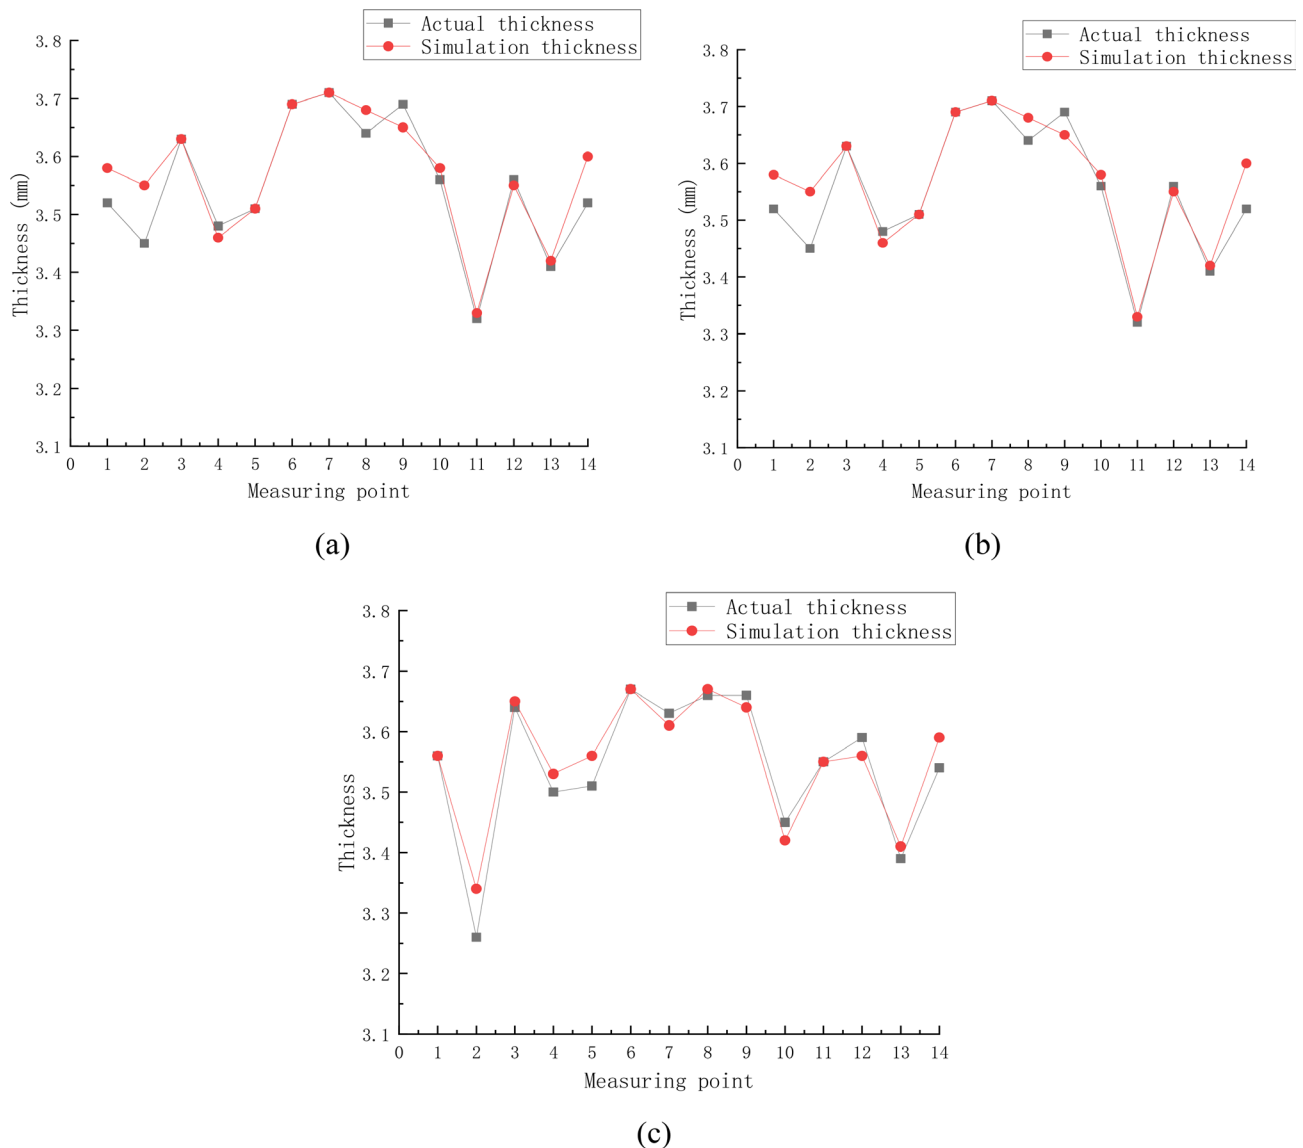 Actual thickness
Simulation thickness
3.8
3.7
3.6
3.5
3.4
3.3
3.2
3.1
Thickness (mm)
0 1 2 3 4 5 6 7 8 9 10 11 12 13 14
Measuring point
(a)
Actual thickness
Simulation thickness
3.8
3.7
3.6
3.5
3.4
3.3
3.2
3.1
Thickness (mm)
0 1 2 3 4 5 6 7 8 9 10 11 12 13 14
Measuring point
(b)
Actual thickness
Simulation thickness
3.8
3.7
3.6
3.5
3.4
3.3
3.2
3.1
Thickness
0 1 2 3 4 5 6 7 8 9 10 11 12 13 14
Measuring point
(c)